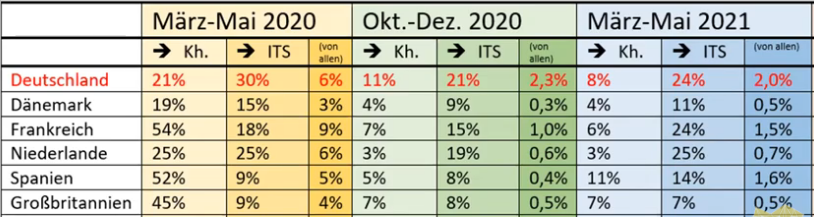 März-Mai 2020 Okt.-Dez. 2020 März-Mai 2021
➔ Kh. ➔ ITS (von allen) ➔ Kh. ➔ ITS (von allen) ➔ Kh. ➔ ITS (von allen)
Deutschland 21% 30% 6% 11% 21% 2,3% 8% 24% 2,0%
Dänemark 19% 15% 3% 4% 9% 0,3% 4% 11% 0,5%
Frankreich 54% 18% 9% 7% 15% 1,0% 6% 24% 1,5%
Niederlande 25% 25% 6% 3% 19% 0,6% 3% 25% 0,7%
Spanien 52% 9% 5% 5% 8% 0,4% 11% 14% 1,6%
Großbritannien 45% 9% 4% 7% 8% 0,5% 7% 7% 0,5%